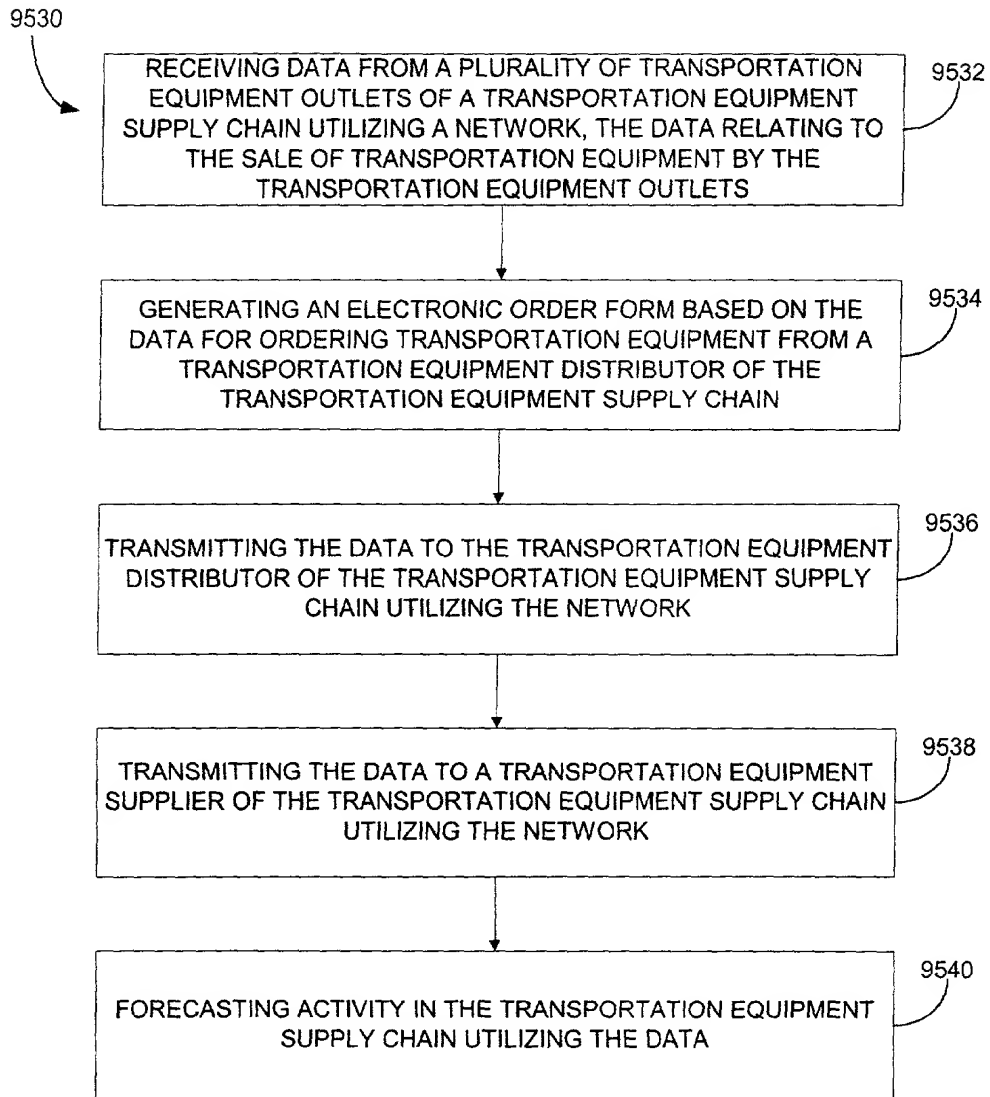 9530
RECEIVING DATA FROM A PLURALITY OF TRANSPORTATION
EQUIPMENT OUTLETS OF A TRANSPORTATION EQUIPMENT
SUPPLY CHAIN UTILIZING A NETWORK, THE DATA RELATING TO
THE SALE OF TRANSPORTATION EQUIPMENT BY THE
TRANSPORTATION EQUIPMENT OUTLETS
9532
GENERATING AN ELECTRONIC ORDER FORM BASED ON THE
DATA FOR ORDERING TRANSPORTATION EQUIPMENT FROM A
TRANSPORTATION EQUIPMENT DISTRIBUTOR OF THE
TRANSPORTATION EQUIPMENT SUPPLY CHAIN
9534
TRANSMITTING THE DATA TO THE TRANSPORTATION EQUIPMENT
DISTRIBUTOR OF THE TRANSPORTATION EQUIPMENT SUPPLY
CHAIN UTILIZING THE NETWORK
9536
TRANSMITTING THE DATA TO A TRANSPORTATION EQUIPMENT
SUPPLIER OF THE TRANSPORTATION EQUIPMENT SUPPLY CHAIN
UTILIZING THE NETWORK
9538
FORECASTING ACTIVITY IN THE TRANSPORTATION EQUIPMENT
SUPPLY CHAIN UTILIZING THE DATA
9540